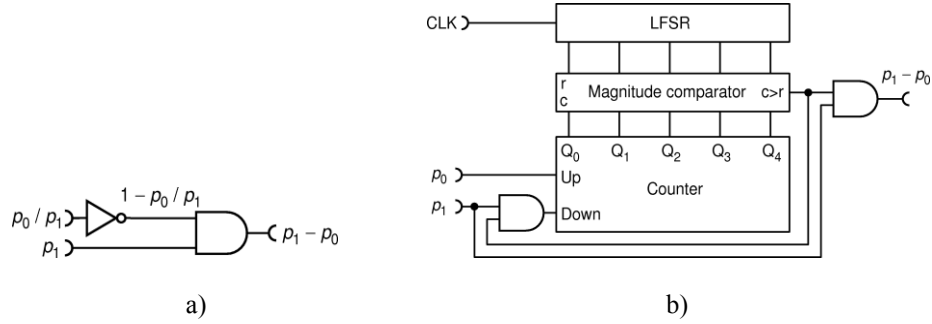 p0 / p1
1 – p0 / p1
p1
p1 – p0
a)
CLK
LFSR
r
c
Magnitude comparator
c>r
p1 – p0
Q0 Q1 Q2 Q3 Q4
p0
Up
Counter
p1
Down
b)